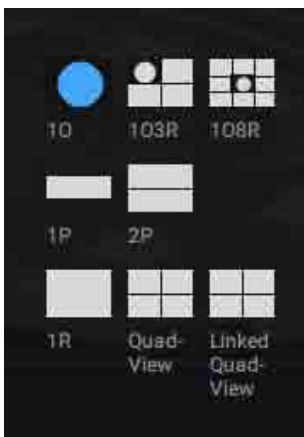 1O
1O3R
1O8R
1P
2P
1R
Quad-
View
Linked
Quad-
View